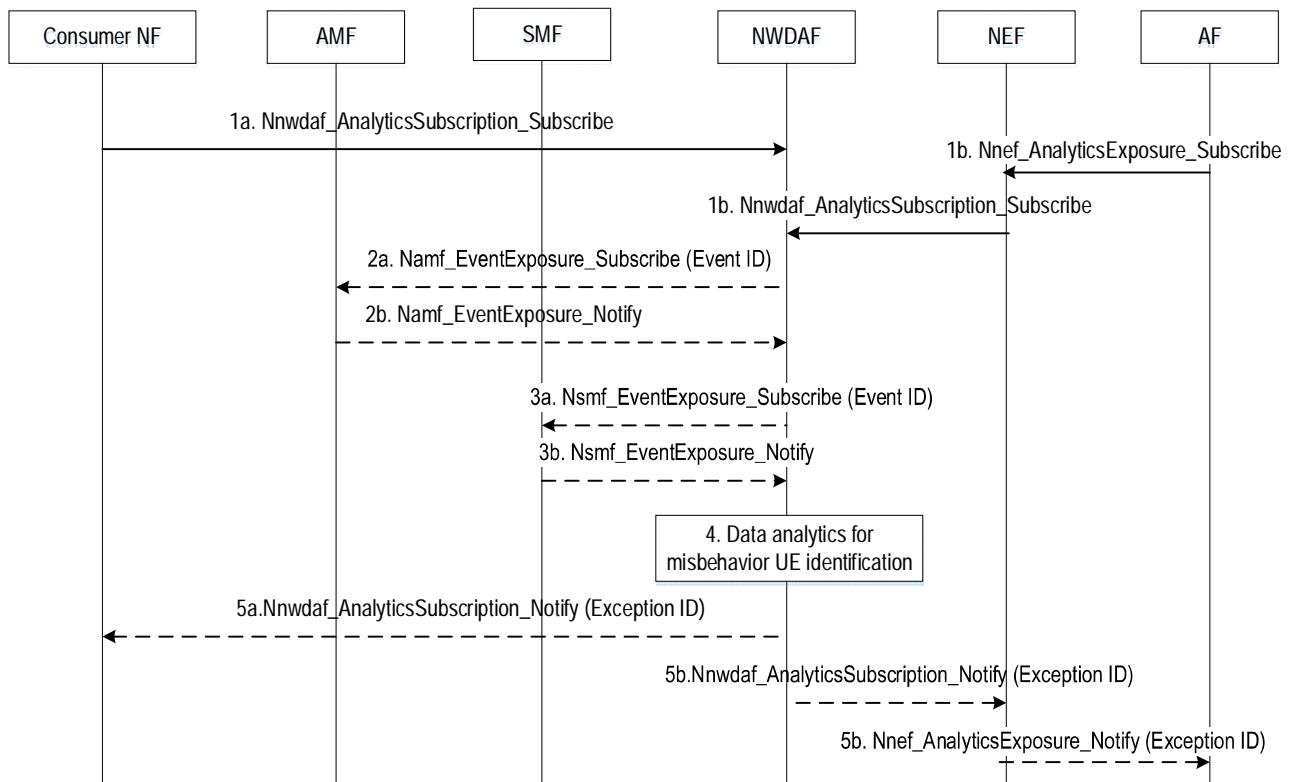 Consumer NF
AMF
SMF
NWDAF
NEF
AF
1a. Nnwdaf_AnalyticsSubscription_Subscribe
1b. Nnef_AnalyticsExposure_Subscribe
1b. Nnwdaf_AnalyticsSubscription_Subscribe
2a. Namf_EventExposure_Subscribe (Event ID)
2b. Namf_EventExposure_Notify
3a. Nsmf_EventExposure_Subscribe (Event ID)
3b. Nsmf_EventExposure_Notify
4. Data analytics for
misbehavior UE identification
5a.Nnwdaf_AnalyticsSubscription_Notify (Exception ID)
5b.Nnwdaf_AnalyticsSubscription_Notify (Exception ID)
5b. Nnef_AnalyticsExposure_Notify (Exception ID)